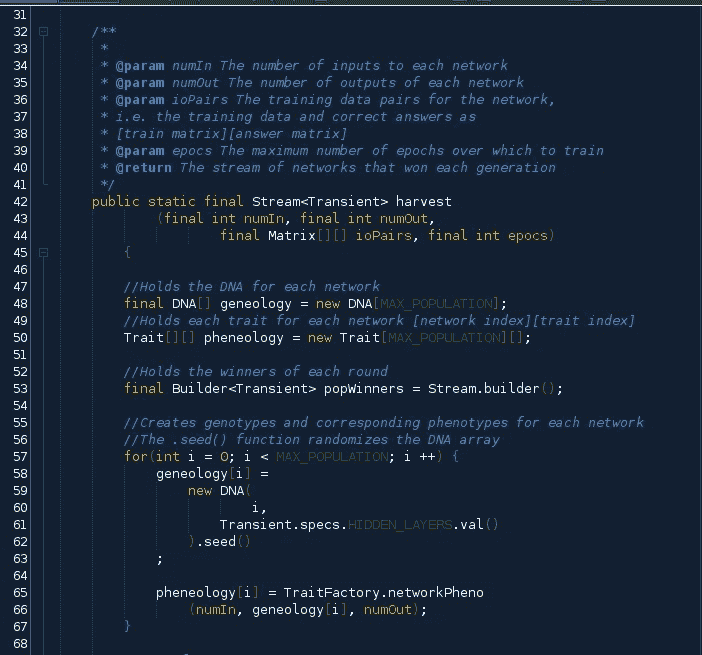 31
32 /**
33 *
34 * @param numIn The number of inputs to each network
35 * @param numOut The number of outputs of each network
36 * @param ioPairs The training data pairs for the network,
37 * i.e. the training data and correct answers as
38 * [train matrix][answer matrix]
39 * @param epocs The maximum number of epochs over which to train
40 * @return The stream of networks that won each generation
41 */
42 public static final Stream<Transient> harvest
43 (final int numIn, final int numOut,
44 final Matrix[][] ioPairs, final int epocs)
45 {
46
47 //Holds the DNA for each network
48 final DNA[] geneology = new DNA[MAX_POPULATION];
49 //Holds each trait for each network [network index][trait index]
50 Trait[][] pheneology = new Trait[MAX_POPULATION][];
51
52 //Holds the winners of each round
53 final Builder<Transient> popWinners = Stream.builder();
54
55 //Creates genotypes and corresponding phenotypes for each network
56 //The .seed() function randomizes the DNA array
57 for(int i = 0; i < MAX_POPULATION; i ++) {
58 geneology[i] =
59 new DNA(
60 i,
61 Transient.specs.HIDDEN_LAYERS.val()
62 ).seed()
63 ;
64
65 pheneology[i] = TraitFactory.networkPheno
66 (numIn, geneology[i], numOut);
67 }
68